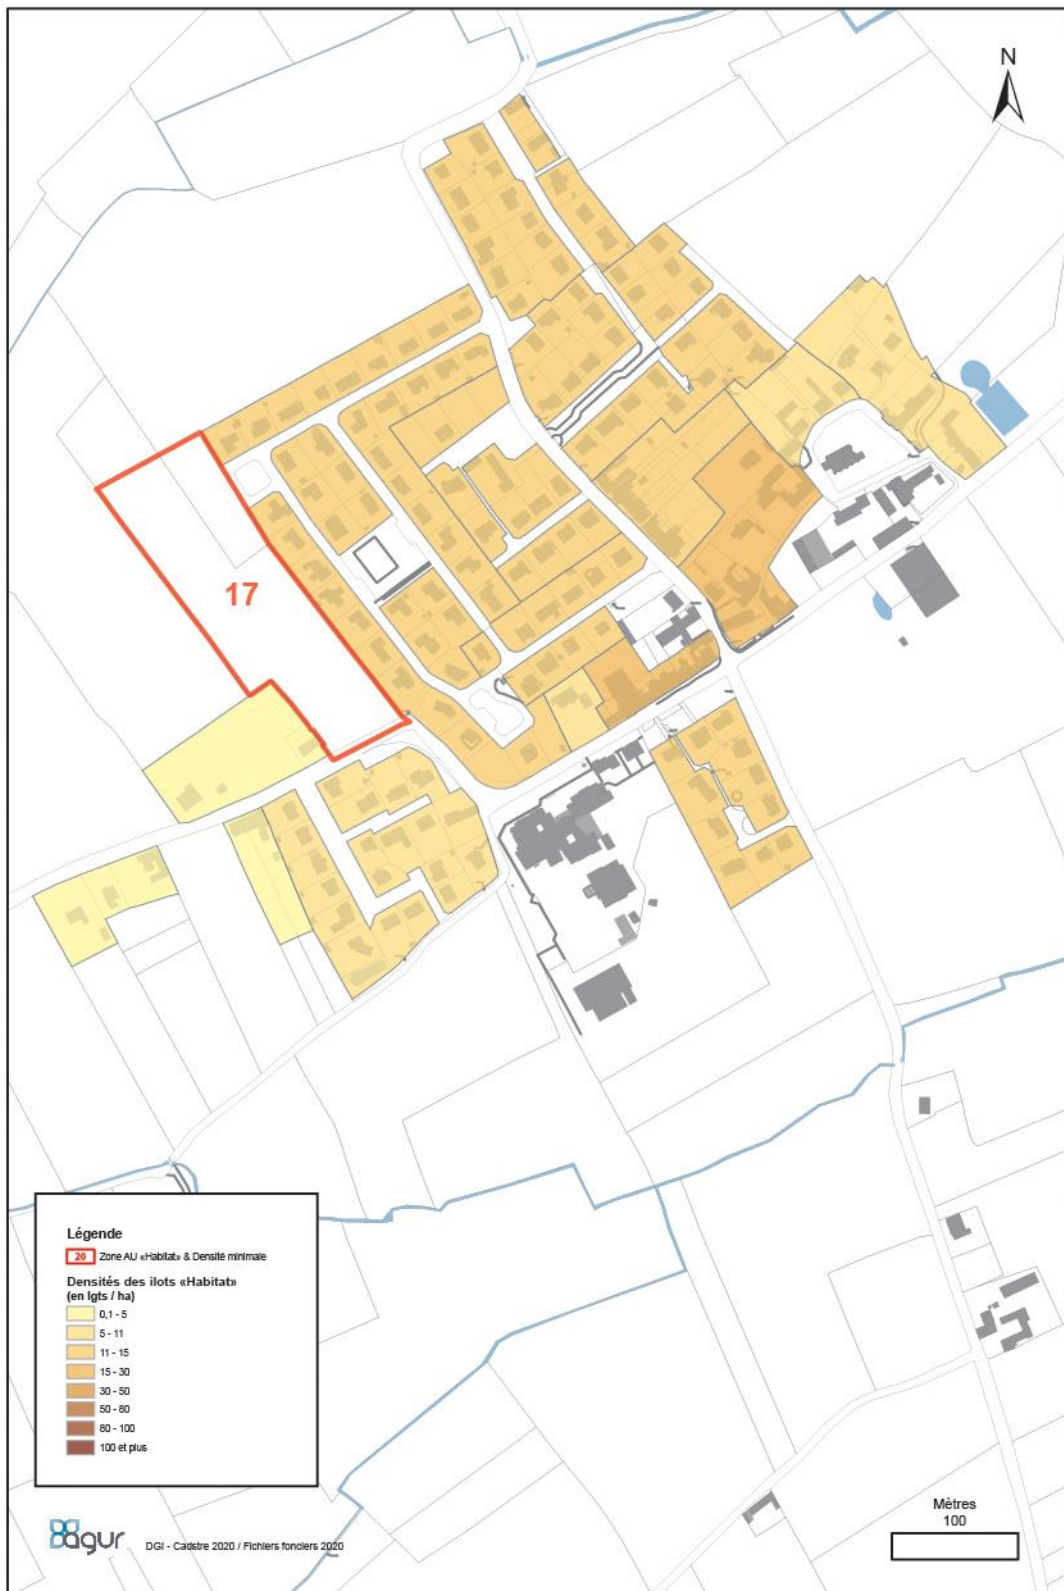 N
17
Légende
20 Zone AU «Habitat» & Densité minimale
Densités des ilots «Habitat»
(en lgts / ha)
0,1 - 5
5 - 11
11 - 15
15 - 30
30 - 50
50 - 80
80 - 100
100 et plus
agur
DGI - Cadstre 2020 / Fichiers fonciers 2020
Mètres
100